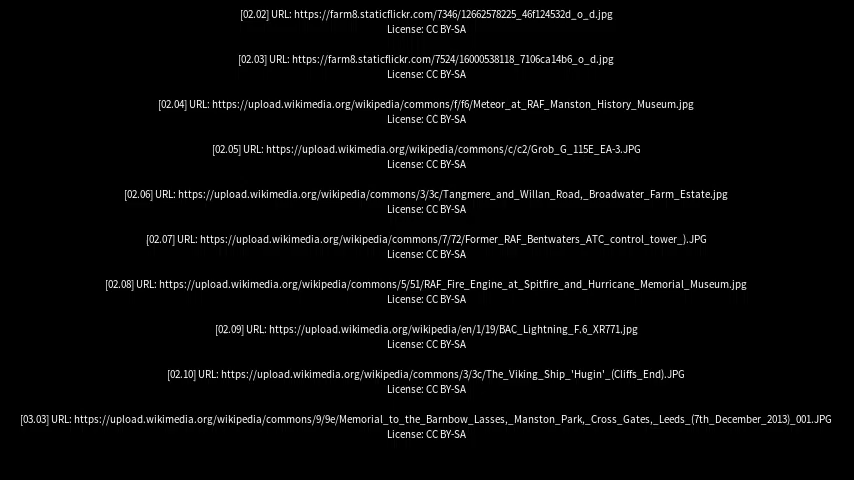 [02.02] URL: https://farm8.staticflickr.com/7346/12662578225_46f124532d_o_d.jpg
License: CC BY-SA
[02.03] URL: https://farm8.staticflickr.com/7524/16000538118_7106ca14b6_o_d.jpg
License: CC BY-SA
[02.04] URL: https://upload.wikimedia.org/wikipedia/commons/f/f6/Meteor_at_RAF_Manston_History_Museum.jpg
License: CC BY-SA
[02.05] URL: https://upload.wikimedia.org/wikipedia/commons/c/c2/Grob_G_115E_EA-3.JPG
License: CC BY-SA
[02.06] URL: https://upload.wikimedia.org/wikipedia/commons/3/3c/Tangmere_and_Willan_Road,_Broadwater_Farm_Estate.jpg
License: CC BY-SA
[02.07] URL: https://upload.wikimedia.org/wikipedia/commons/7/72/Former_RAF_Bentwaters_ATC_control_tower_).JPG
License: CC BY-SA
[02.08] URL: https://upload.wikimedia.org/wikipedia/commons/5/51/RAF_Fire_Engine_at_Spitfire_and_Hurricane_Memorial_Museum.jpg
License: CC BY-SA
[02.09] URL: https://upload.wikimedia.org/wikipedia/en/1/19/BAC_Lightning_F.6_XR771.jpg
License: CC BY-SA
[02.10] URL: https://upload.wikimedia.org/wikipedia/commons/3/3c/The_Viking_Ship_'Hugin'_(Cliffs_End).JPG
License: CC BY-SA
[03.03] URL: https://upload.wikimedia.org/wikipedia/commons/9/9e/Memorial_to_the_Barnbow_Lasses,_Manston_Park,_Cross_Gates,_Leeds_(7th_December_2013)_001.JPG
License: CC BY-SA